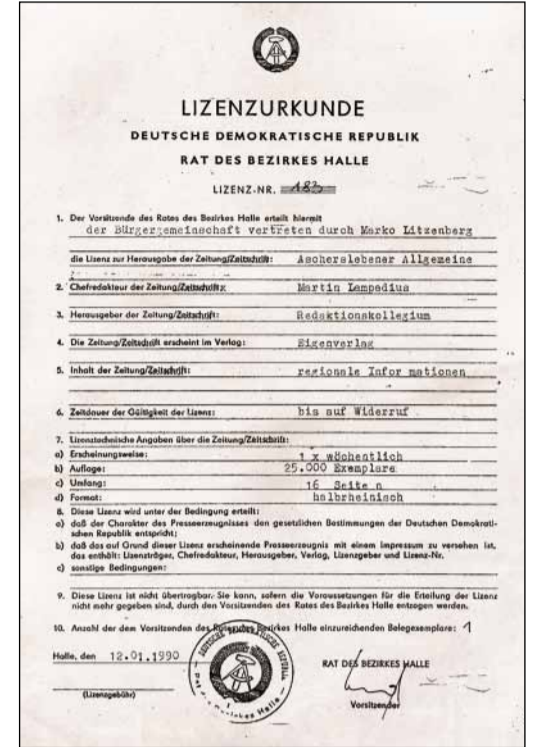 LIZENZURKUNDE
DEUTSCHE DEMOKRATISCHE REPUBLIK
RAT DES BEZIRKES HALLE
LIZENZ-NR. 183
1. Der Vorsitzende des Rates des Bezirkes Halle erteilt hiermit
der Bürgergemeinschaft vertreten durch Marko Litzenberg
die Lizenz zur Herausgabe der Zeitung/Zeitschrift: Ascherslebener Allgemeine
2. Chefredakteur der Zeitung/Zeitschrift: Martin Lampadius
3. Herausgeber der Zeitung/Zeitschrift: Redaktionskollegium
4. Die Zeitung/Zeitschrift erscheint im Verlag: Eigenverlag
5. Inhalt der Zeitung/Zeitschrift: regionale Infor mationen
6. Zeitdauer der Gültigkeit der Lizenz: bis auf Widerruf
7. Lizenztechnische Angaben über die Zeitung/Zeitschrift:
a) Erscheinungsweise: 1 x wöchentlich
b) Auflage: 25.000 Exemplare
c) Umfang: 16 Seite n
d) Format: halbrheinisch
8. Diese Lizenz wird unter der Bedingung erteilt:
a) daß der Charakter des Presseerzeugnisses den gesetzlichen Bestimmungen der Deutschen Demokrati-
schen Republik entspricht;
b) daß das auf Grund dieser Lizenz erscheinende Presseerzeugnis mit einem Impressum zu versehen ist,
das enthält: Lizenzträger, Chefredakteur, Herausgeber, Verlag, Lizenzgeber und Lizenz-Nr.
c) sonstige Bedingungen:
9. Diese Lizenz ist nicht übertragbar. Sie kann, sofern die Voraussetzungen für die Erteilung der Lizenz
nicht mehr gegeben sind, durch den Vorsitzenden des Rates des Bezirkes Halle entzogen werden.
10. Anzahl der dem Vorsitzenden des Rates des Bezirkes Halle einzureichenden Belegexemplare: 1
Halle, den 12.01.1990
RAT DES BEZIRKES HALLE
(Lizenzgebühr)
Vorsitzender
DEUTSCHE DEMOKRATISCHE REPUBLIK
Rat des Bezirkes Halle